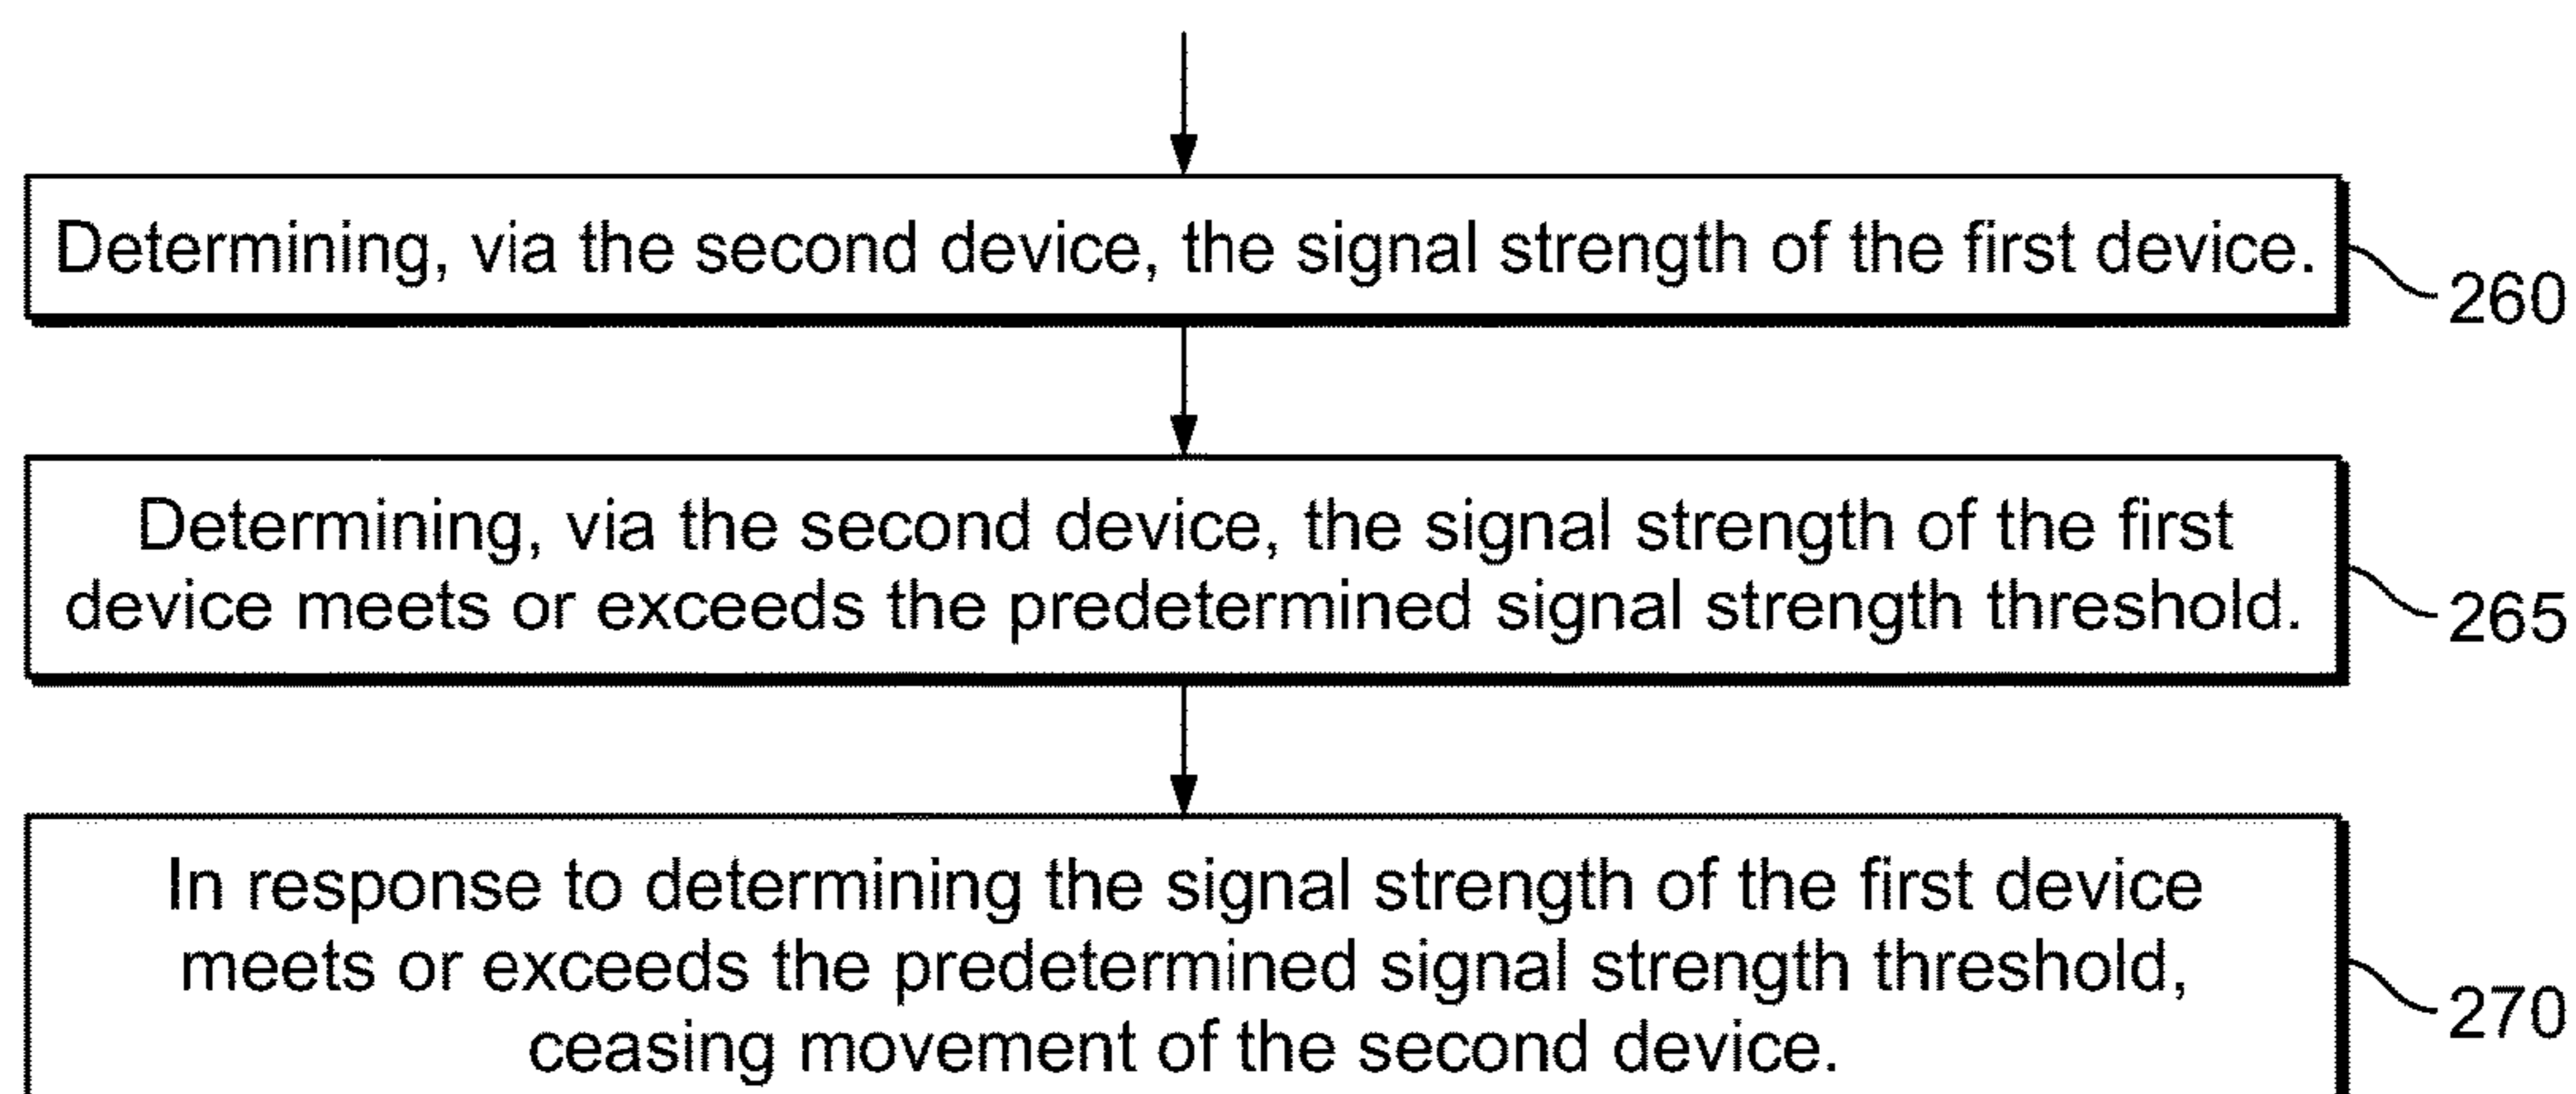 Determining, via the second device, the signal strength of the first device.
260
Determining, via the second device, the signal strength of the first
device meets or exceeds the predetermined signal strength threshold.
265
In response to determining the signal strength of the first device
meets or exceeds the predetermined signal strength threshold,
ceasing movement of the second device.
270